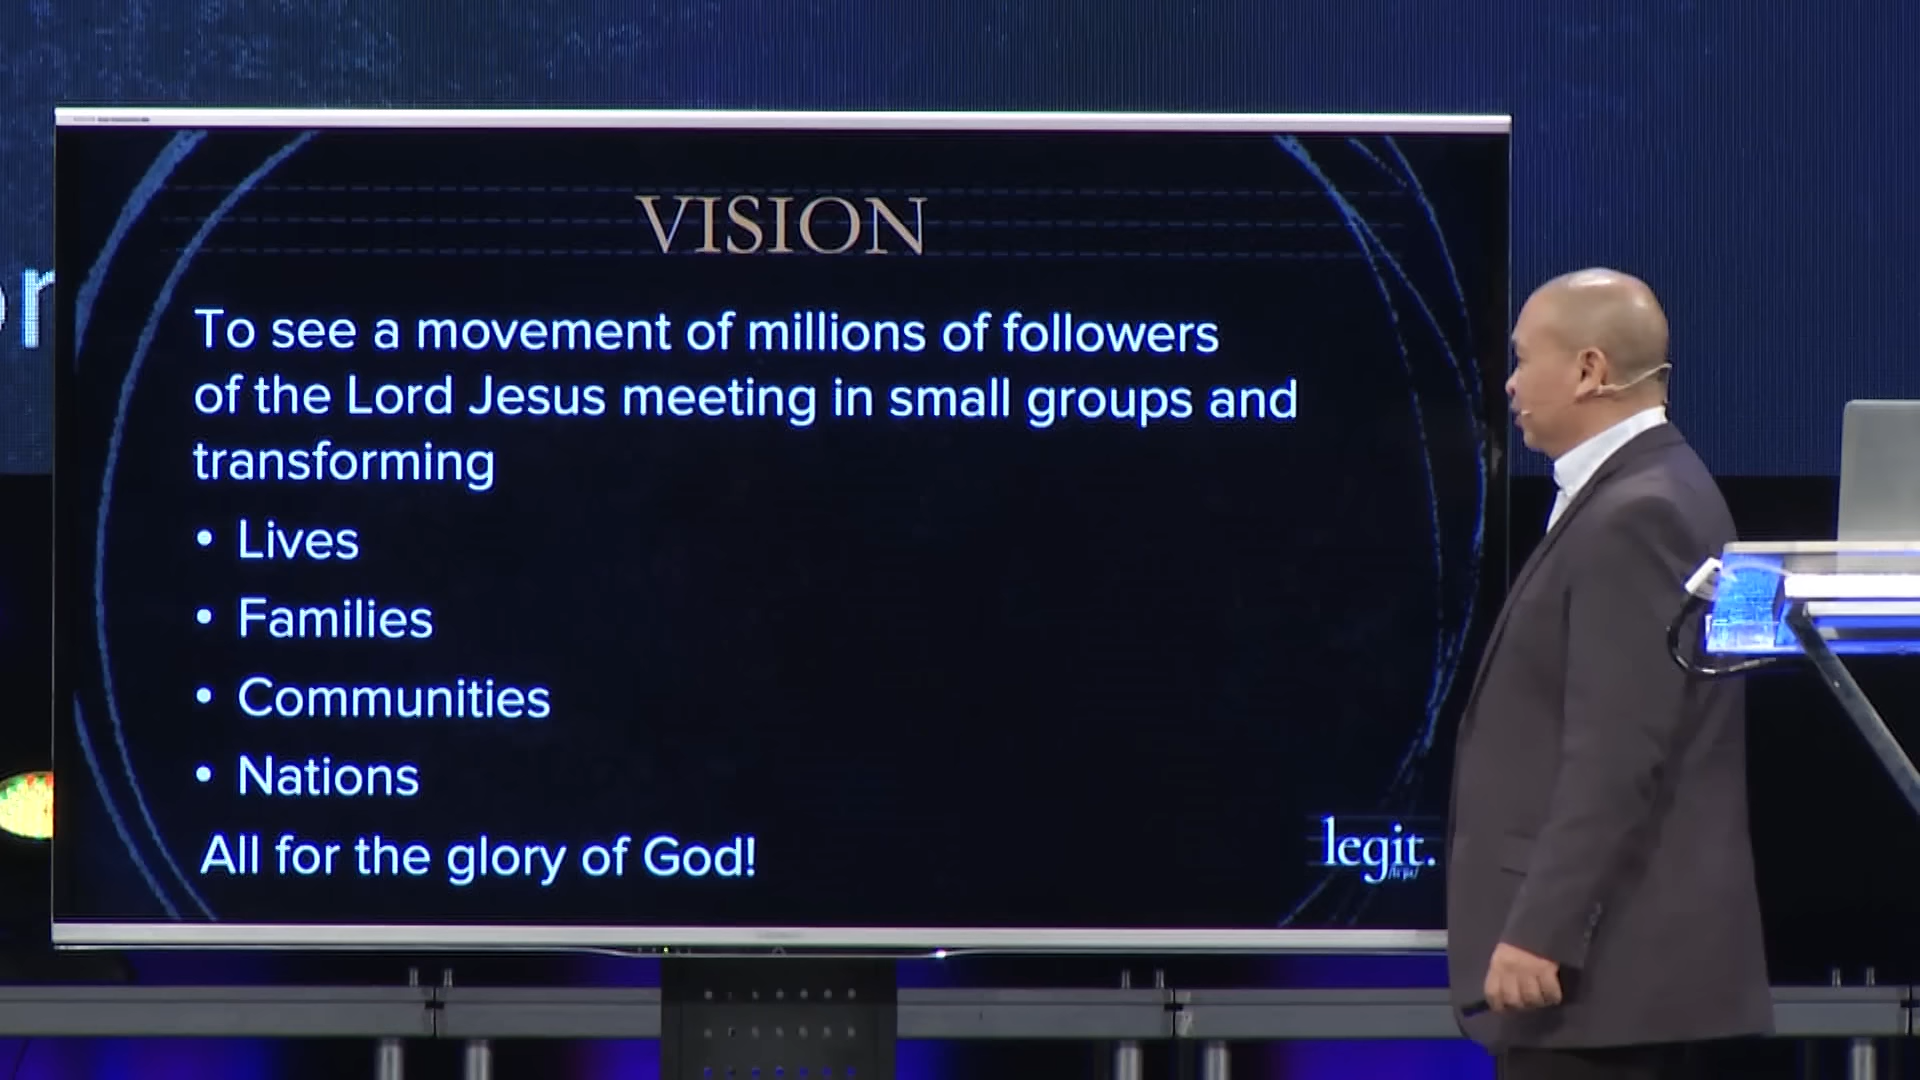 VISION
To see a movement of millions of followers
of the Lord Jesus meeting in small groups and
transforming
• Lives
• Families
• Communities
• Nations
All for the glory of God!
legit.